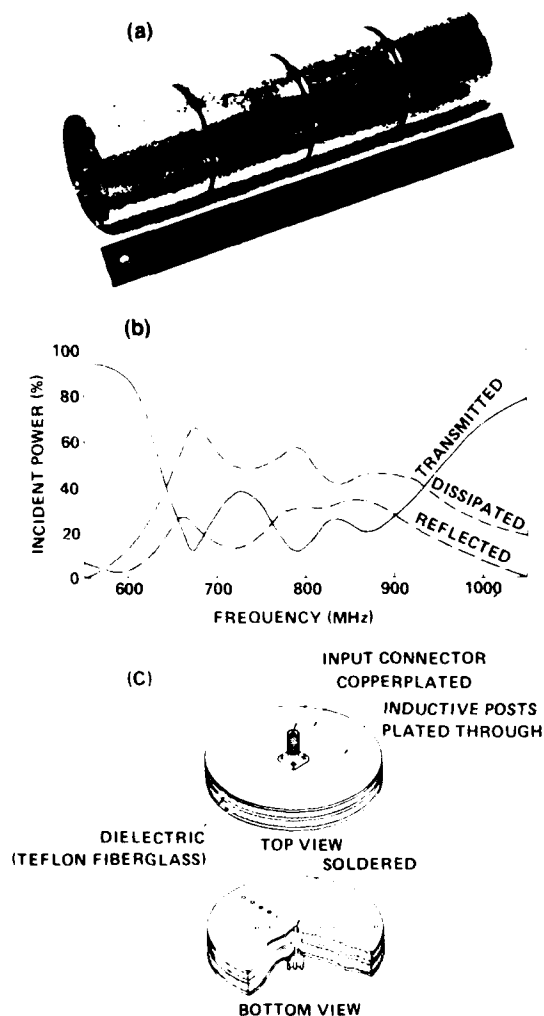 (a)
(b)
100
80
60
40
20
0
INCIDENT POWER (%)
TRANSMITTED
DISSIPATED
REFLECTED
600 700 800 900 1000
FREQUENCY (MHz)
(C)
INPUT CONNECTOR
COPPERPLATED
INDUCTIVE POSTS
PLATED THROUGH
DIELECTRIC
(TEFLON FIBERGLASS)
TOP VIEW
SOLDERED
BOTTOM VIEW